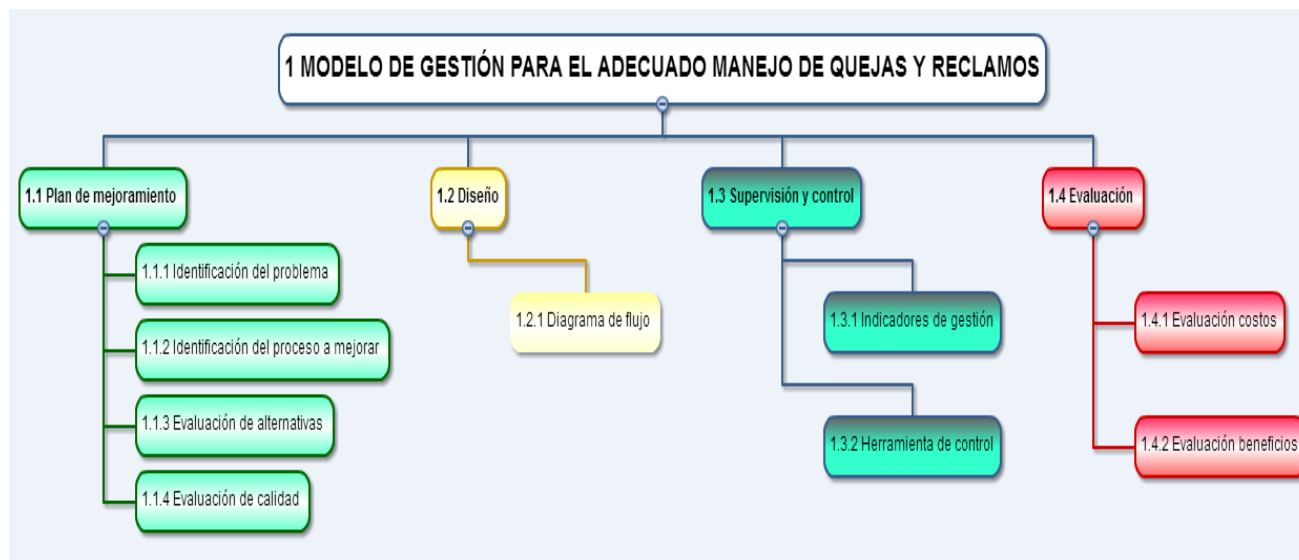 1 MODELO DE GESTIÓN PARA EL ADECUADO MANEJO DE QUEJAS Y RECLAMOS
1.1 Plan de mejoramiento
1.1.1 Identificación del problema
1.1.2 Identificación del proceso a mejorar
1.1.3 Evaluación de alternativas
1.1.4 Evaluación de calidad
1.2 Diseño
1.2.1 Diagrama de flujo
1.3 Supervisión y control
1.3.1 Indicadores de gestión
1.3.2 Herramienta de control
1.4 Evaluación
1.4.1 Evaluación costos
1.4.2 Evaluación beneficios